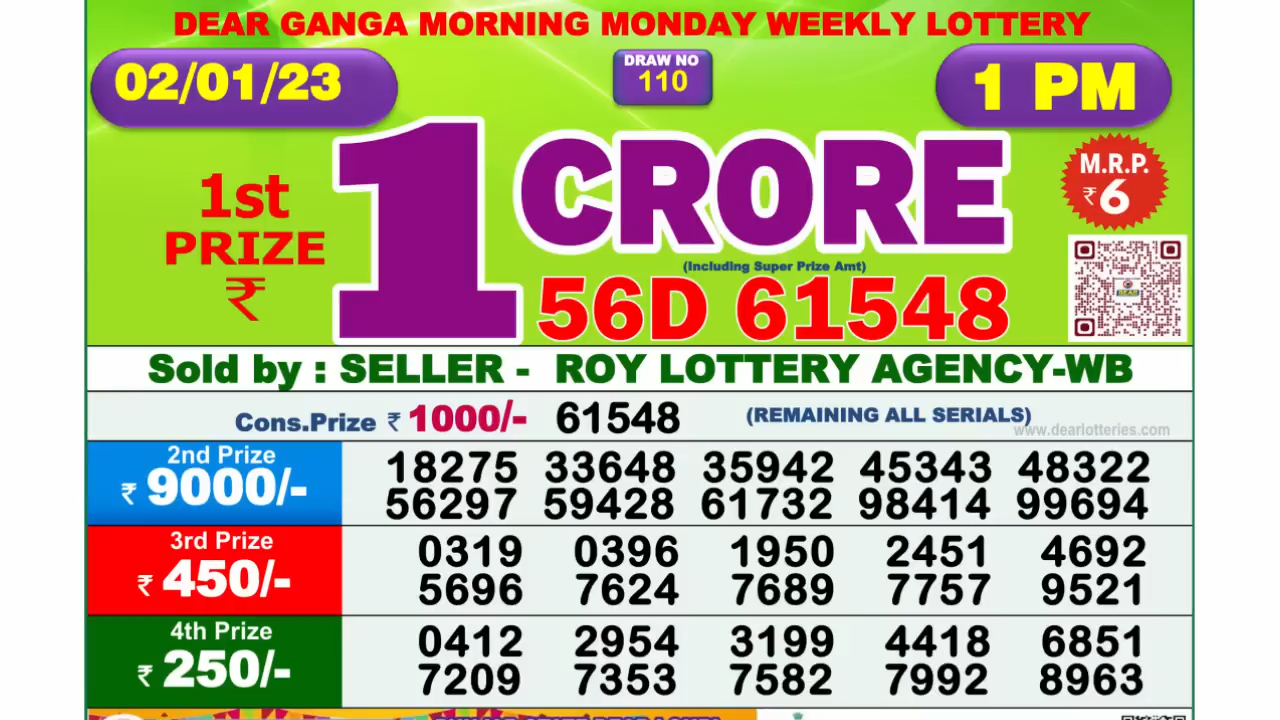 DEAR GANGA MORNING MONDAY WEEKLY LOTTERY
02/01/23
DRAW NO
110
1 PM
1st
PRIZE
₹
1 CRORE
M.R.P.
₹6
(Including Super Prize Amt)
56D 61548
Sold by : SELLER - ROY LOTTERY AGENCY-WB
Cons.Prize ₹ 1000/- 61548 (REMAINING ALL SERIALS)
www.dearlotteries.com
2nd Prize
₹ 9000/-
18275 33648 35942 45343 48322
56297 59428 61732 98414 99694
3rd Prize
₹ 450/-
0319 0396 1950 2451 4692
5696 7624 7689 7757 9521
4th Prize
₹ 250/-
0412 2954 3199 4418 6851
7209 7353 7582 7992 8963